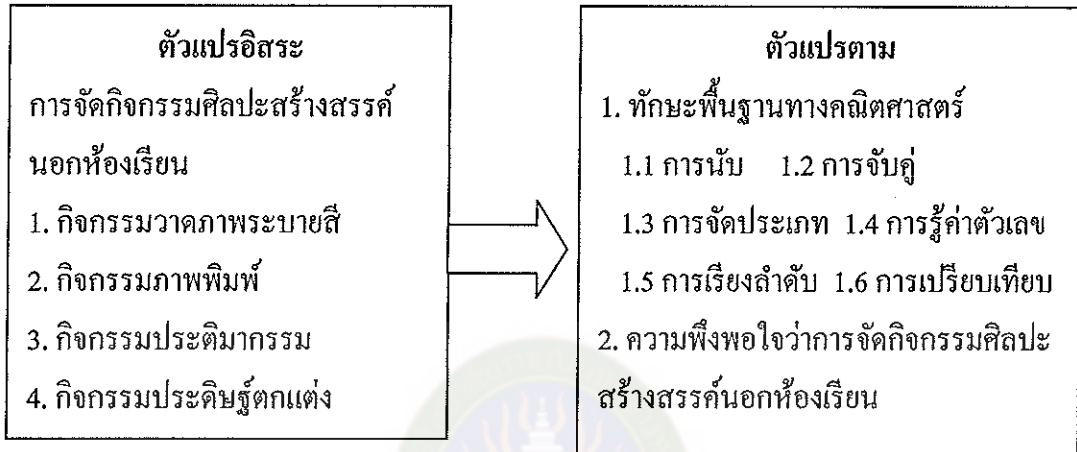 ตัวแปรอิสระ
การจัดกิจกรรมศิลปะสร้างสรรค์
นอกห้องเรียน
1. กิจกรรมวาดภาพระบายสี
2. กิจกรรมภาพพิมพ์
3. กิจกรรมประติมากรรม
4. กิจกรรมประดิษฐ์ตกแต่ง
ตัวแปรตาม
1. ทักษะพื้นฐานทางคณิตศาสตร์
1.1 การนับ 1.2 การจับคู่
1.3 การจัดประเภท 1.4 การรู้ค่าตัวเลข
1.5 การเรียงลำดับ 1.6 การเปรียบเทียบ
2. ความพึงพอใจว่าการจัดกิจกรรมศิลปะ
สร้างสรรค์นอกห้องเรียน